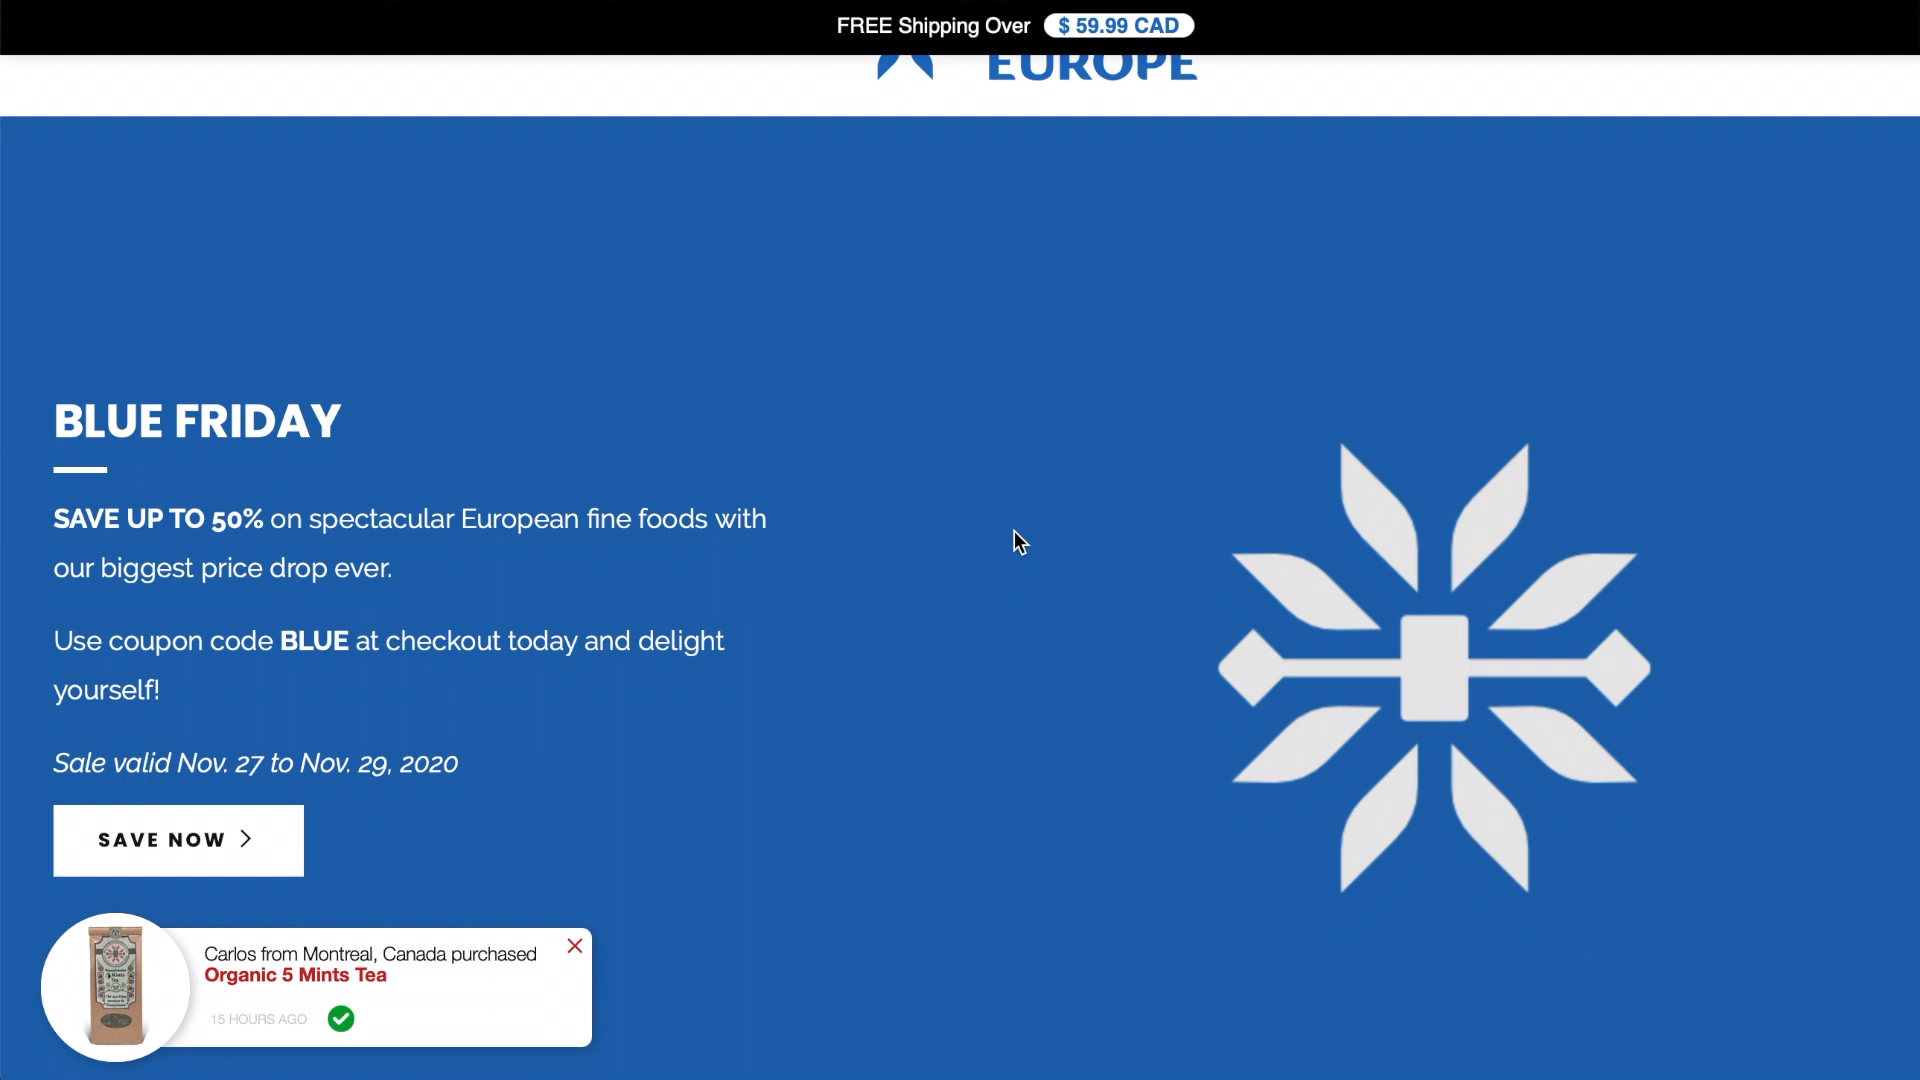 FREE Shipping Over $ 59.99 CAD
EUROPE
BLUE FRIDAY
SAVE UP TO 50% on spectacular European fine foods with
our biggest price drop ever.
Use coupon code BLUE at checkout today and delight
yourself!
Sale valid Nov. 27 to Nov. 29, 2020
SAVE NOW
Carlos from Montreal, Canada purchased
Organic 5 Mints Tea
15 HOURS AGO